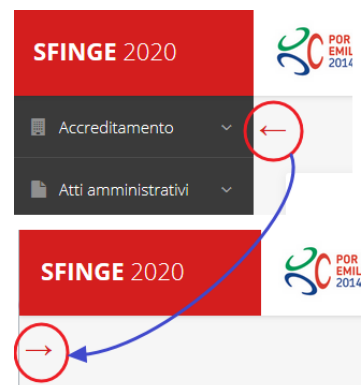 SFINGE 2020
POR
EMIL
2014
Accreditamento
←
Atti amministrativi
SFINGE 2020
POR
EMIL
2014
→